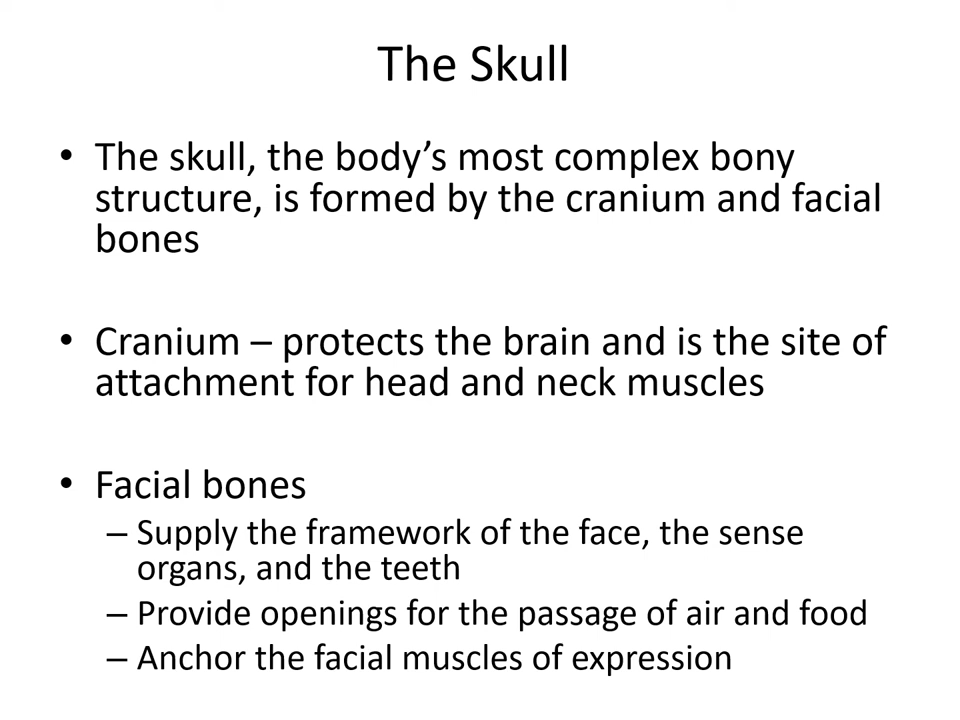 The Skull
• The skull, the body’s most complex bony
structure, is formed by the cranium and facial
bones
• Cranium – protects the brain and is the site of
attachment for head and neck muscles
• Facial bones
– Supply the framework of the face, the sense
organs, and the teeth
– Provide openings for the passage of air and food
– Anchor the facial muscles of expression